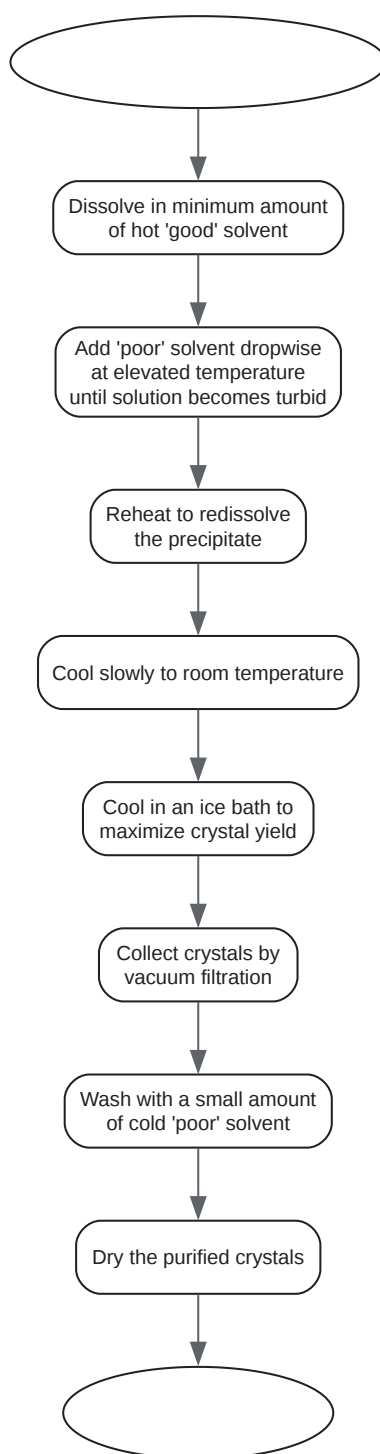 Dissolve in minimum amount
of hot 'good' solvent
Add 'poor' solvent dropwise
at elevated temperature
until solution becomes turbid
Reheat to redissolve
the precipitate
Cool slowly to room temperature
Cool in an ice bath to
maximize crystal yield
Collect crystals by
vacuum filtration
Wash with a small amount
of cold 'poor' solvent
Dry the purified crystals